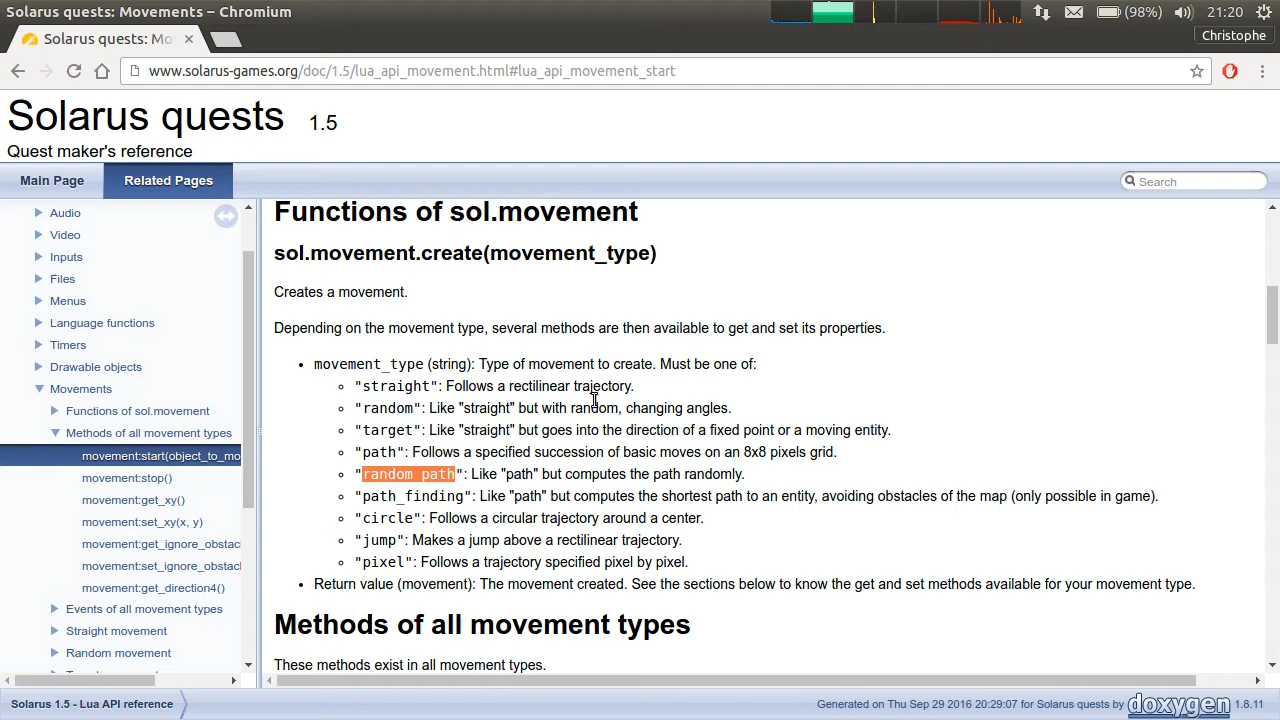 Solarus quests: Movements – Chromium
(98%)
21:20
Solarus quests: Mo
Christophe
www.solarus-games.org/doc/1.5/lua_api_movement.html#lua_api_movement_start
Solarus quests 1.5
Quest maker's reference
Main Page
Related Pages
Search
Audio
Video
Inputs
Files
Menus
Language functions
Timers
Drawable objects
Movements
Functions of sol.movement
Methods of all movement types
movement:start(object_to_mo
movement:stop()
movement:get_xy()
movement:set_xy(x, y)
movement:get_ignore_obstac
movement:set_ignore_obstac
movement:get_direction4()
Events of all movement types
Straight movement
Random movement
Functions of sol.movement
sol.movement.create(movement_type)
Creates a movement.
Depending on the movement type, several methods are then available to get and set its properties.
• movement_type (string): Type of movement to create. Must be one of:
◦ "straight": Follows a rectilinear trajectory.
◦ "random": Like "straight" but with random, changing angles.
◦ "target": Like "straight" but goes into the direction of a fixed point or a moving entity.
◦ "path": Follows a specified succession of basic moves on an 8x8 pixels grid.
◦ "random_path": Like "path" but computes the path randomly.
◦ "path_finding": Like "path" but computes the shortest path to an entity, avoiding obstacles of the map (only possible in game).
◦ "circle": Follows a circular trajectory around a center.
◦ "jump": Makes a jump above a rectilinear trajectory.
◦ "pixel": Follows a trajectory specified pixel by pixel.
• Return value (movement): The movement created. See the sections below to know the get and set methods available for your movement type.
Methods of all movement types
These methods exist in all movement types.
Solarus 1.5 - Lua API reference
Generated on Thu Sep 29 2016 20:29:07 for Solarus quests by doxygen 1.8.11